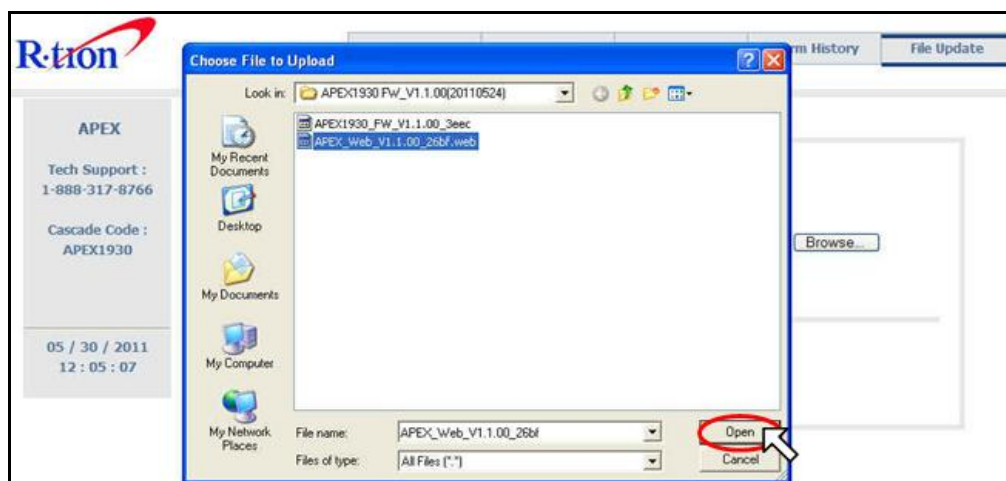 R-tron
rm History
File Update
Choose File to Upload
Look in:
APEX1930 FW_V1.1.00(20110524)
APEX1930_FW_V1.1.00_3eec
APEX_Web_V1.1.00_26bf.web
My Recent
Documents
Desktop
My Documents
My Computer
My Network
Places
File name:
APEX_Web_V1.1.00_26bf
Open
Files of type:
All Files (*.*)
Cancel
APEX
Tech Support :
1-888-317-8766
Cascade Code :
APEX1930
05 / 30 / 2011
12 : 05 : 07
Browse...